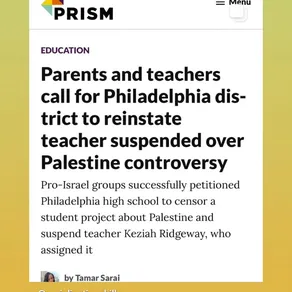 PRISM
Menu
EDUCATION
Parents and teachers
call for Philadelphia dis-
trict to reinstate
teacher suspended over
Palestine controversy
Pro-Israel groups successfully petitioned
Philadelphia high school to censor a
student project about Palestine and
suspend teacher Keziah Ridgeway, who
assigned it
by Tamar Sarai